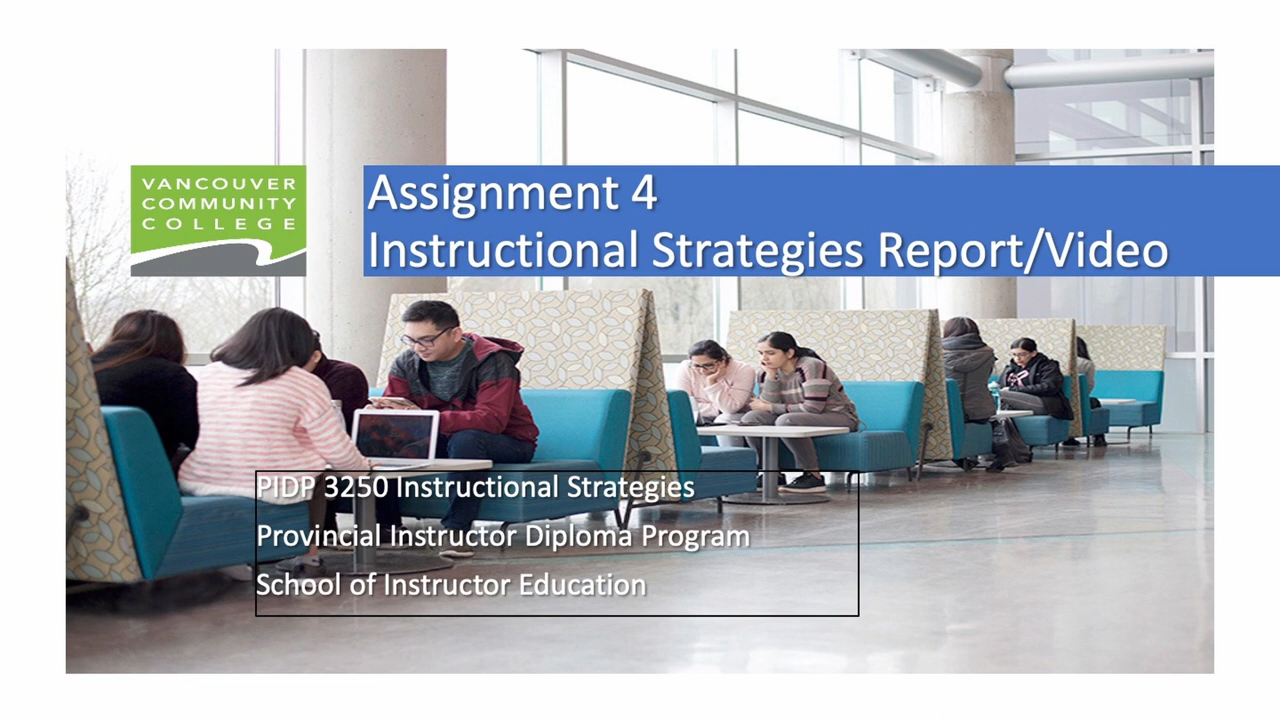 VANCOUVER
COMMUNITY
COLLEGE
Assignment 4
Instructional Strategies Report/Video
PIDP 3250 Instructional Strategies
Provincial Instructor Diploma Program
School of Instructor Education